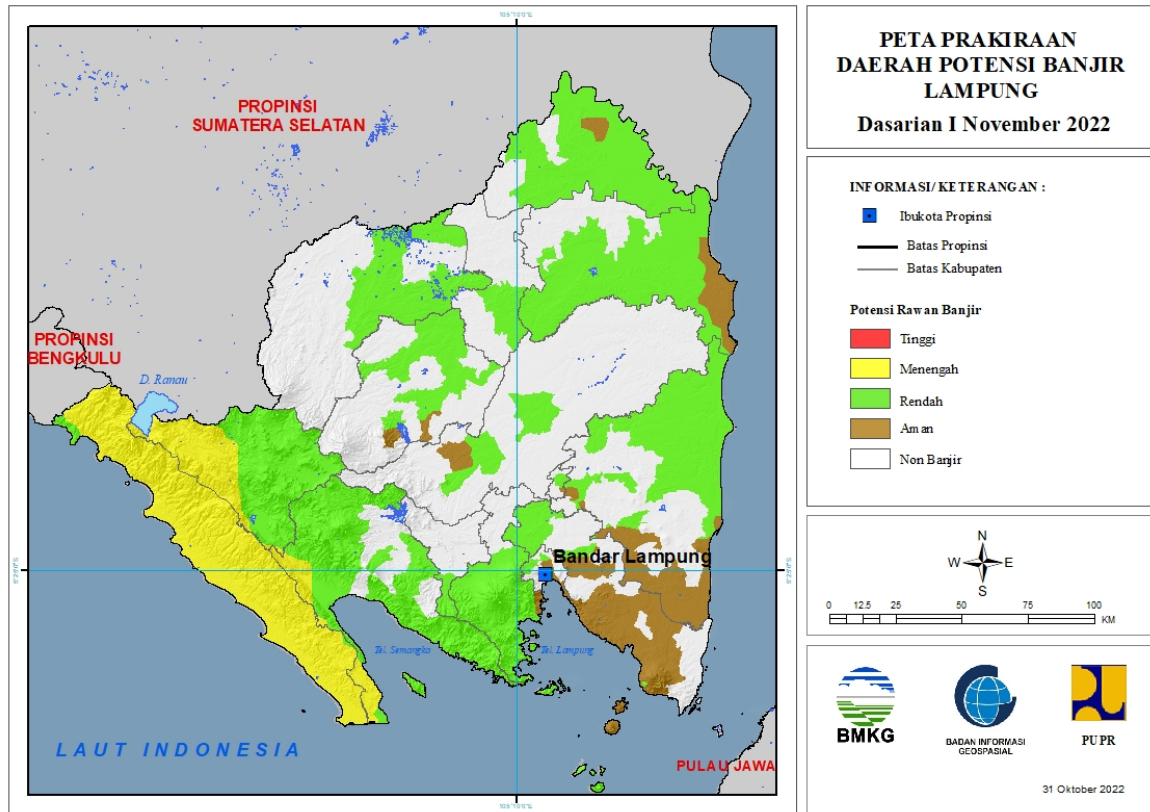 PETA PRAKIRAAN
DAERAH POTENSI BANJIR
LAMPUNG
Dasarian I November 2022
INFORMASI/ KETERANGAN :
Ibukota Propinsi
Batas Propinsi
Batas Kabupaten
Potensi Rawan Banjir
Tinggi
Menengah
Rendah
Aman
Non Banjir
N
W E
S
0 12.5 25 50 75 100
KM
BMKG
BADAN INFORMASI
GEOSPASIAL
PUPR
31 Oktober 2022
PROPINSI
SUMATERA SELATAN
PROPINSI
BENGKULU
D. Ranau
Bandar Lampung
Tel. Semangka
Tel. Lampung
LAUT INDONESIA
PULAU JAWA